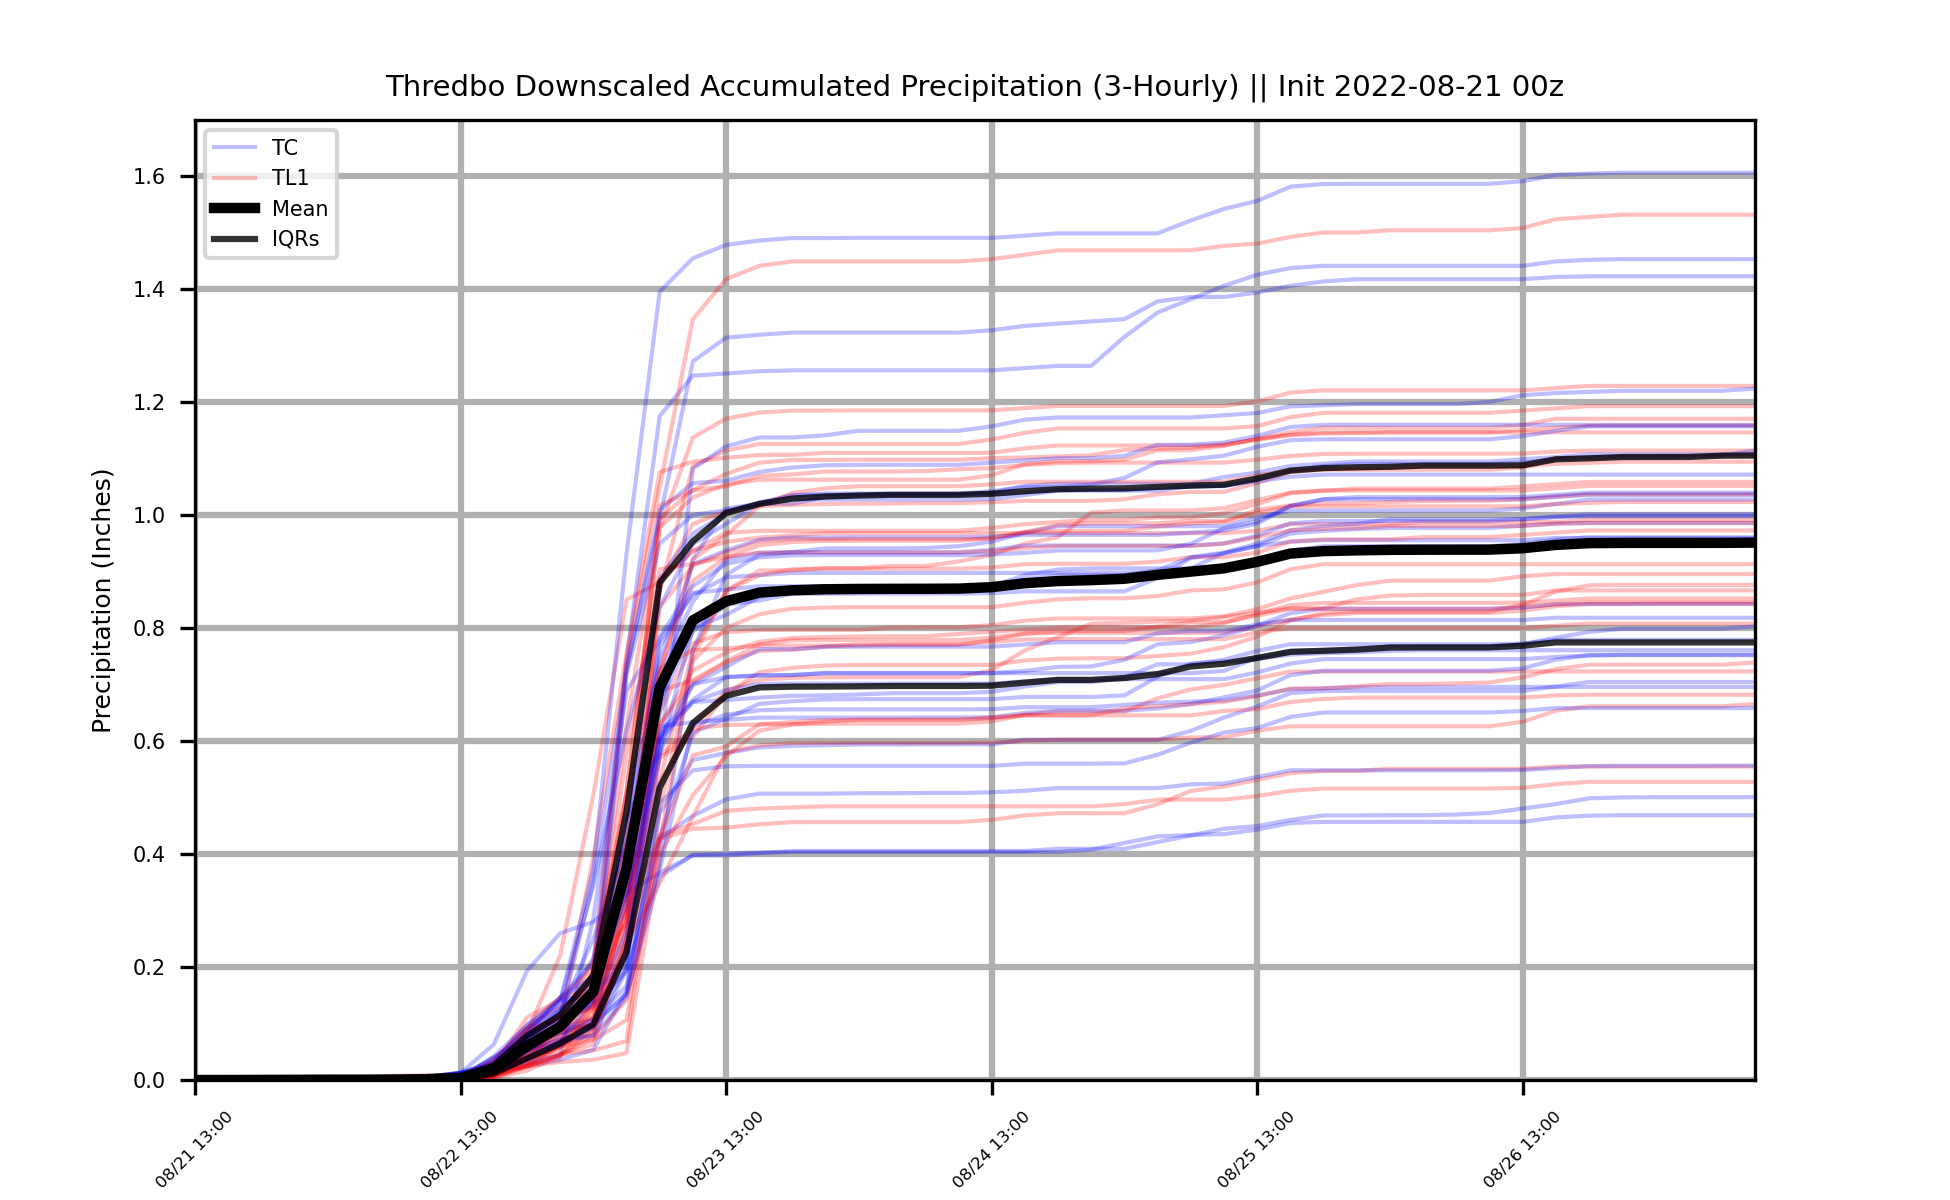 Thredbo Downscaled Accumulated Precipitation (3-Hourly) || Init 2022-08-21 00z
TC
TL1
Mean
IQRs
Precipitation (Inches)
1.6
1.4
1.2
1.0
0.8
0.6
0.4
0.2
0.0
08/21 13:00
08/22 13:00
08/23 13:00
08/24 13:00
08/25 13:00
08/26 13:00